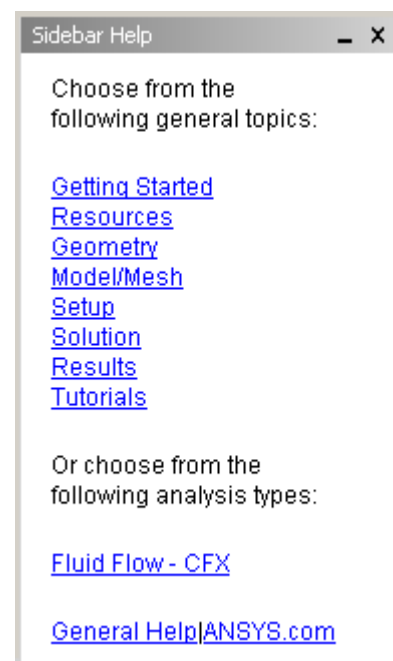 Sidebar Help
Choose from the
following general topics:
Getting Started
Resources
Geometry
Model/Mesh
Setup
Solution
Results
Tutorials
Or choose from the
following analysis types:
Fluid Flow - CFX
General Help|ANSYS.com